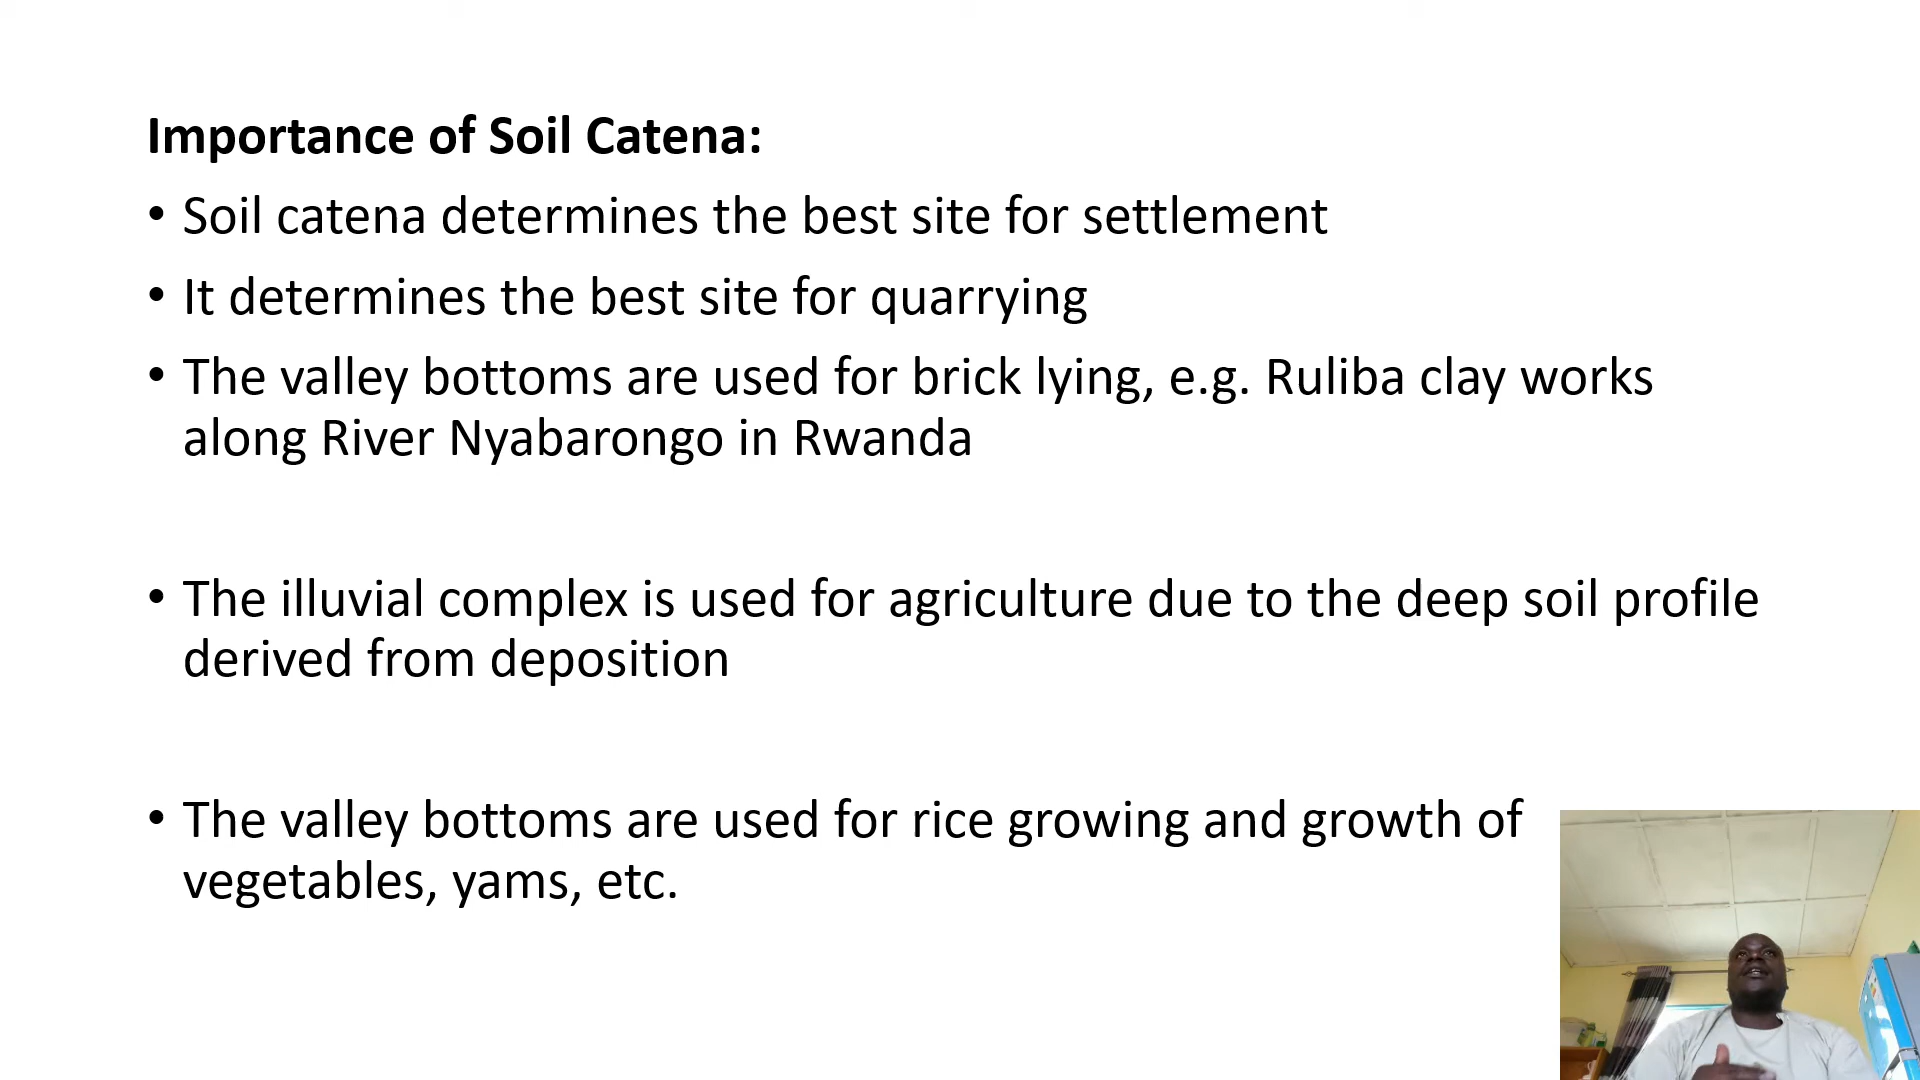 Importance of Soil Catena:
• Soil catena determines the best site for settlement
• It determines the best site for quarrying
• The valley bottoms are used for brick lying, e.g. Ruliba clay works
along River Nyabarongo in Rwanda
• The illuvial complex is used for agriculture due to the deep soil profile
derived from deposition
• The valley bottoms are used for rice growing and growth of
vegetables, yams, etc.